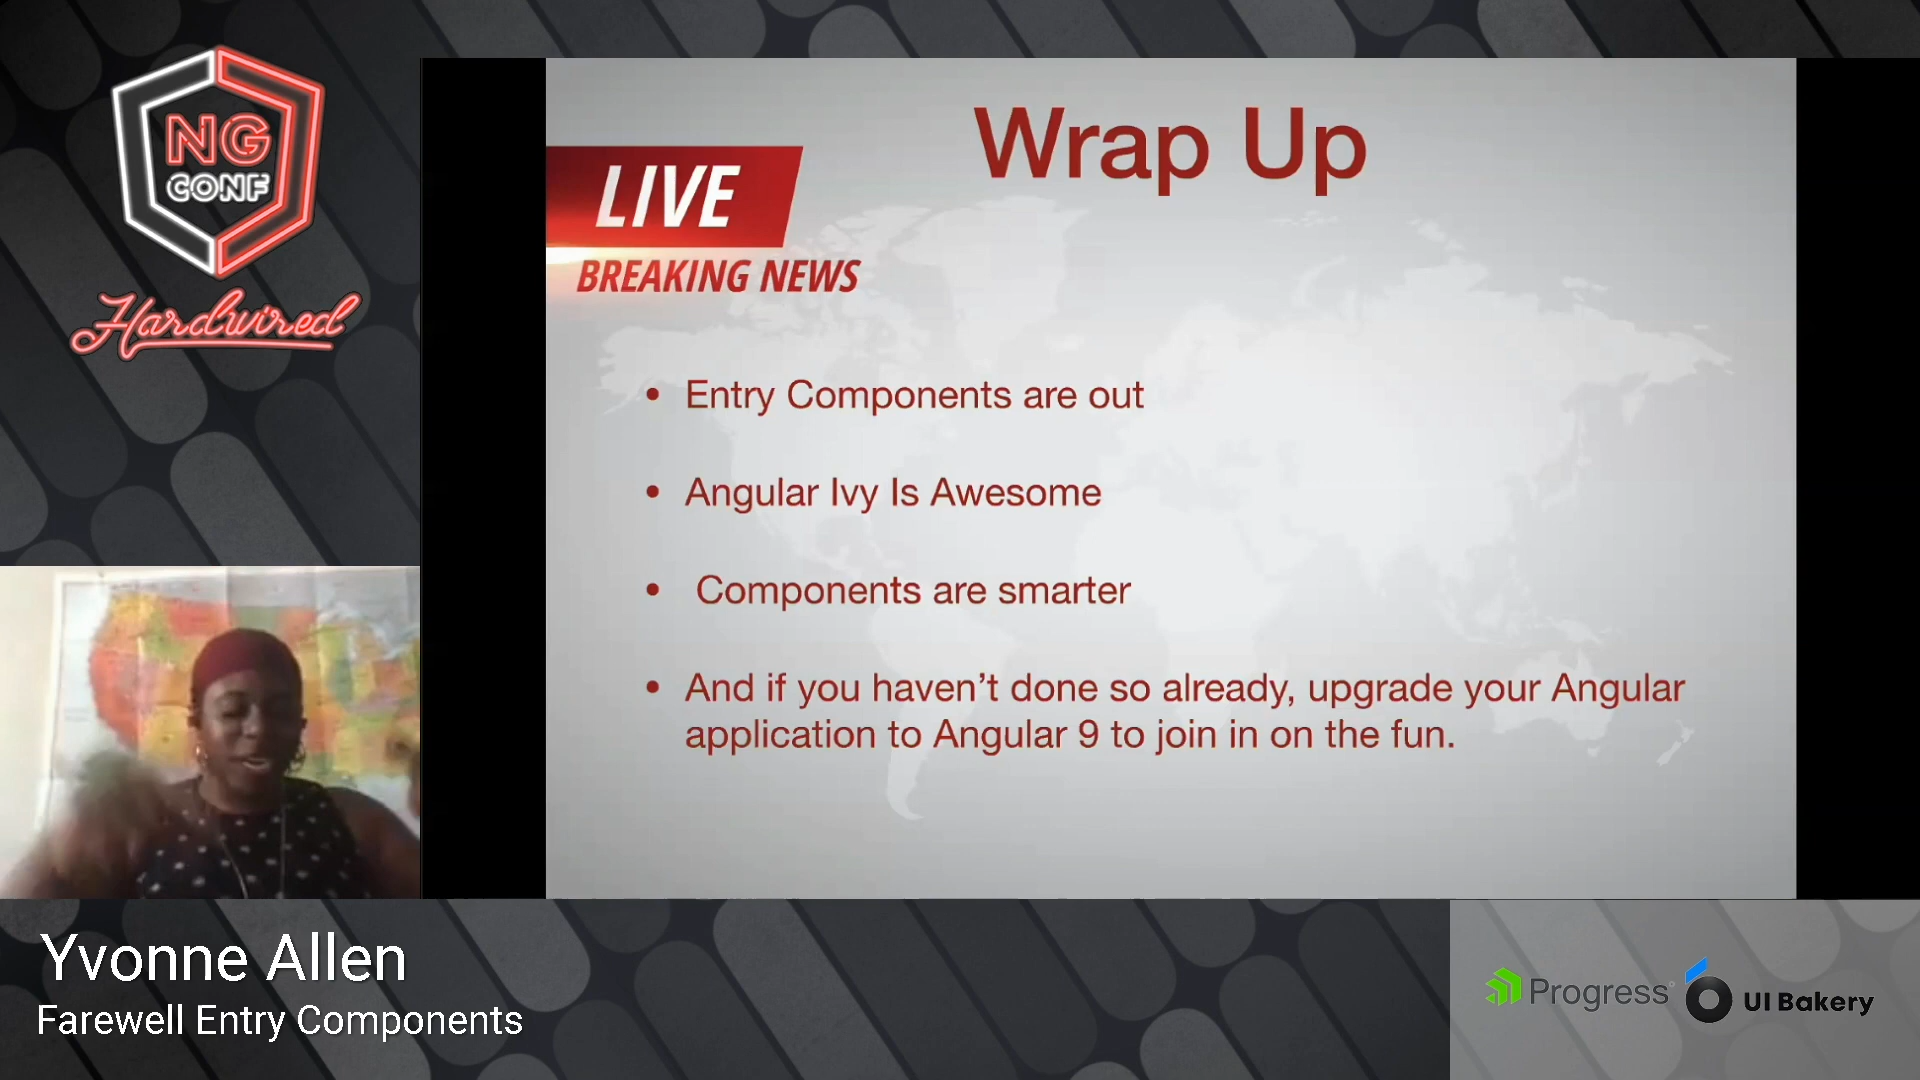 NG
CONF
Hardwired
Wrap Up
LIVE
BREAKING NEWS
• Entry Components are out
• Angular Ivy Is Awesome
• Components are smarter
• And if you haven’t done so already, upgrade your Angular
application to Angular 9 to join in on the fun.
Yvonne Allen
Farewell Entry Components
Progress
UI Bakery